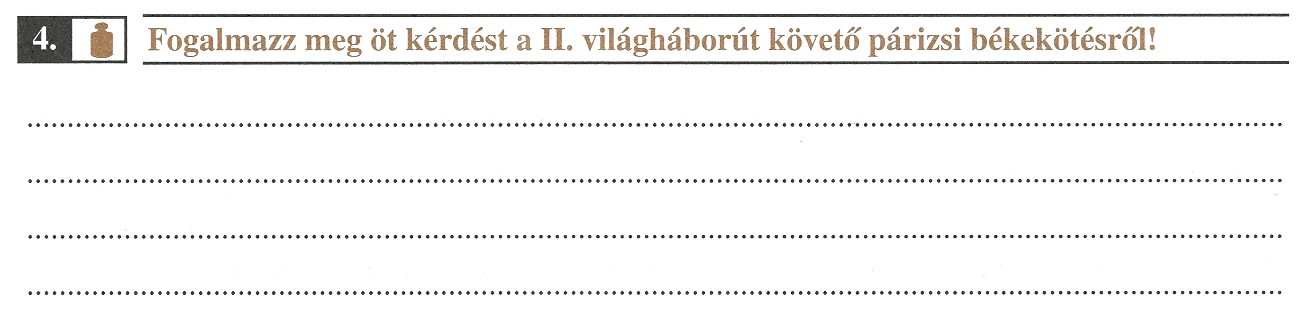 4. Fogalmazz meg öt kérdést a II. világháborút követő párizsi békekötésről!